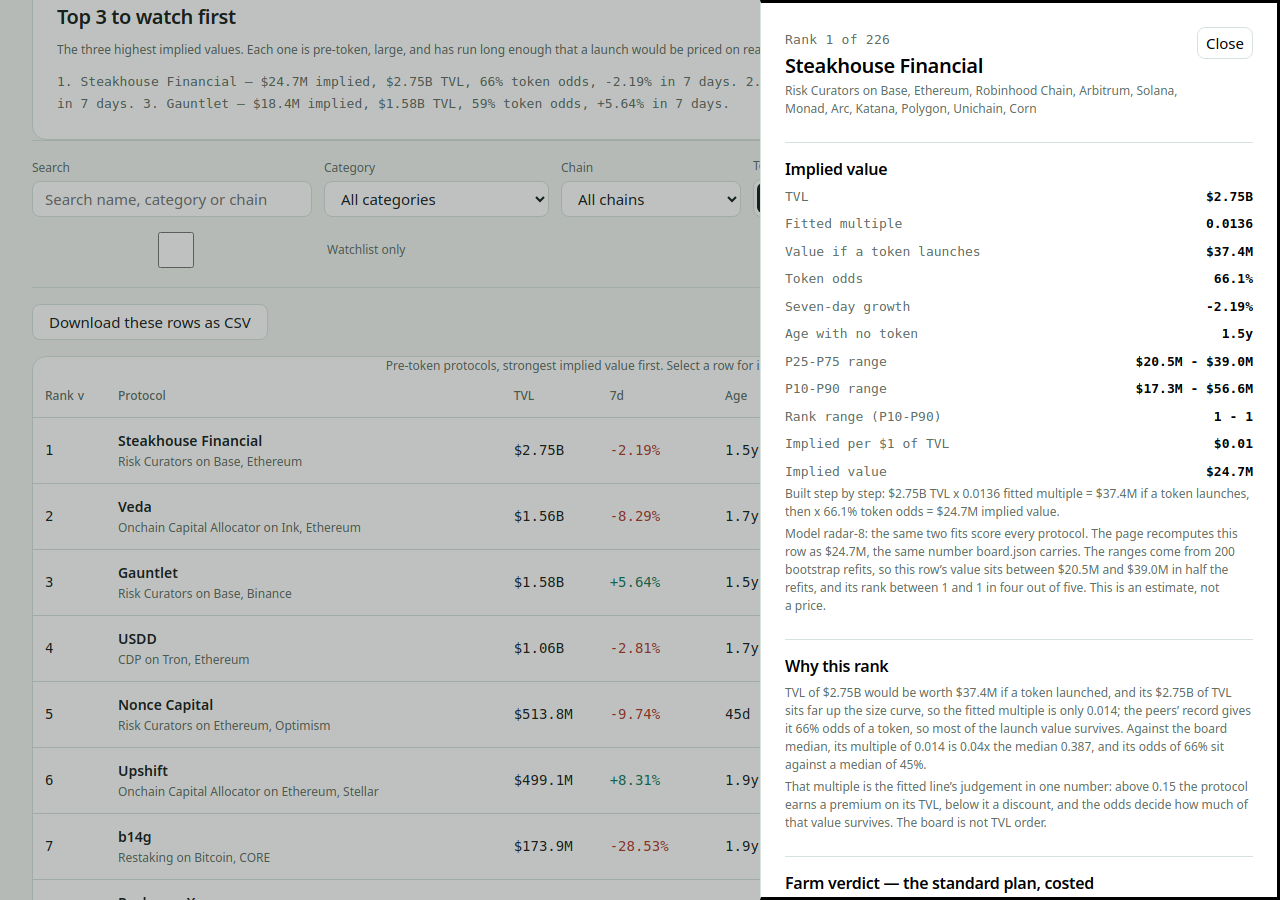 Top 3 to watch first
The three highest implied values. Each one is pre-token, large, and has run long enough that a launch would be priced on rea
1. Steakhouse Financial — $24.7M implied, $2.75B TVL, 66% token odds, -2.19% in 7 days. 2.
in 7 days. 3. Gauntlet — $18.4M implied, $1.58B TVL, 59% token odds, +5.64% in 7 days.
Search
Category
Chain
Search name, category or chain
All categories
All chains
Watchlist only
Download these rows as CSV
Pre-token protocols, strongest implied value first. Select a row for i
Rank v Protocol TVL 7d Age
1 Steakhouse Financial $2.75B -2.19% 1.5y
Risk Curators on Base, Ethereum
2 Veda $1.56B -8.29% 1.7y
Onchain Capital Allocator on Ink, Ethereum
3 Gauntlet $1.58B +5.64% 1.5y
Risk Curators on Base, Binance
4 USDD $1.06B -2.81% 1.7y
CDP on Tron, Ethereum
5 Nonce Capital $513.8M -9.74% 45d
Risk Curators on Ethereum, Optimism
6 Upshift $499.1M +8.31% 1.9y
Onchain Capital Allocator on Ethereum, Stellar
7 b14g $173.9M -28.53% 1.9y
Restaking on Bitcoin, CORE
Rank 1 of 226
Close
Steakhouse Financial
Risk Curators on Base, Ethereum, Robinhood Chain, Arbitrum, Solana,
Monad, Arc, Katana, Polygon, Unichain, Corn
Implied value
TVL $2.75B
Fitted multiple 0.0136
Value if a token launches $37.4M
Token odds 66.1%
Seven-day growth -2.19%
Age with no token 1.5y
P25-P75 range $20.5M - $39.0M
P10-P90 range $17.3M - $56.6M
Rank range (P10-P90) 1 - 1
Implied per $1 of TVL $0.01
Implied value $24.7M
Built step by step: $2.75B TVL x 0.0136 fitted multiple = $37.4M if a token launches,
then x 66.1% token odds = $24.7M implied value.
Model radar-8: the same two fits score every protocol. The page recomputes this
row as $24.7M, the same number board.json carries. The ranges come from 200
bootstrap refits, so this row’s value sits between $20.5M and $39.0M in half the
refits, and its rank between 1 and 1 in four out of five. This is an estimate, not
a price.
Why this rank
TVL of $2.75B would be worth $37.4M if a token launched, and its $2.75B of TVL
sits far up the size curve, so the fitted multiple is only 0.014; the peers’ record gives
it 66% odds of a token, so most of the launch value survives. Against the board
median, its multiple of 0.014 is 0.04x the median 0.387, and its odds of 66% sit
against a median of 45%.
That multiple is the fitted line’s judgement in one number: above 0.15 the protocol
earns a premium on its TVL, below it a discount, and the odds decide how much of
that value survives. The board is not TVL order.
Farm verdict — the standard plan, costed